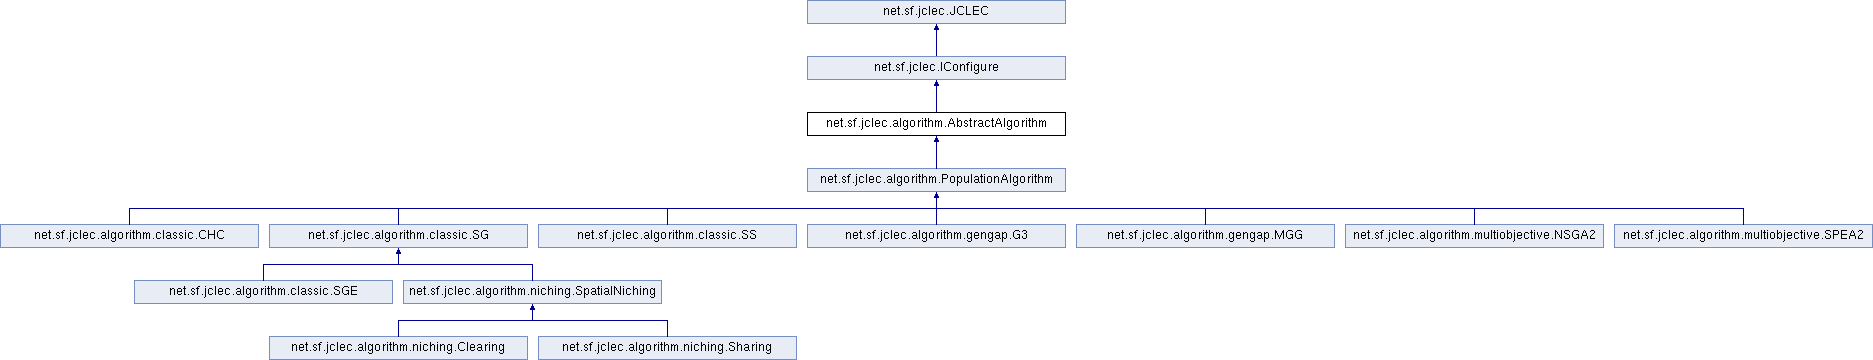 net.sf.jclec.JCLEC
net.sf.jclec.IConfigure
net.sf.jclec.algorithm.AbstractAlgorithm
net.sf.jclec.algorithm.PopulationAlgorithm
net.sf.jclec.algorithm.classic.CHC
net.sf.jclec.algorithm.classic.SG
net.sf.jclec.algorithm.classic.SS
net.sf.jclec.algorithm.gengap.G3
net.sf.jclec.algorithm.gengap.MGG
net.sf.jclec.algorithm.multiobjective.NSGA2
net.sf.jclec.algorithm.multiobjective.SPEA2
net.sf.jclec.algorithm.classic.SGE
net.sf.jclec.algorithm.niching.SpatialNiching
net.sf.jclec.algorithm.niching.Clearing
net.sf.jclec.algorithm.niching.Sharing